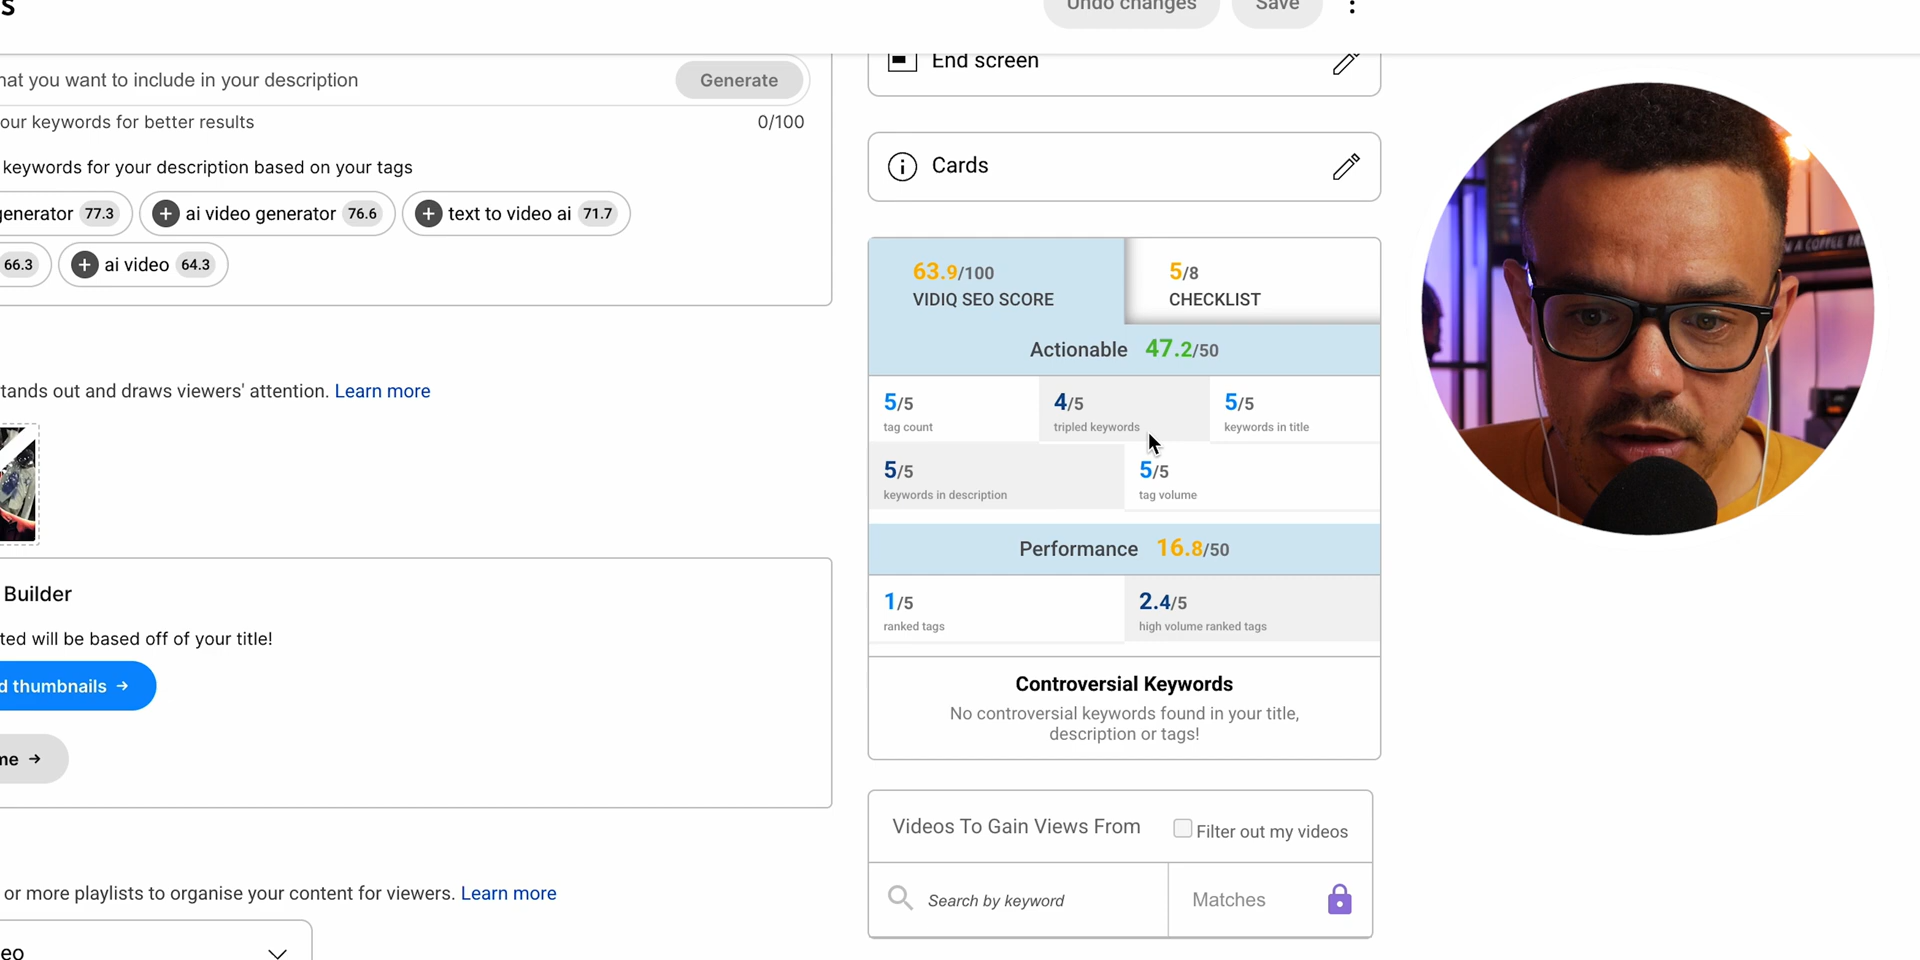 s
Undo changes
Save
nat you want to include in your description
Generate
our keywords for better results
0/100
keywords for your description based on your tags
generator 77.3
ai video generator 76.6
text to video ai 71.7
66.3
ai video 64.3
tands out and draws viewers' attention. Learn more
Builder
ted will be based off of your title!
d thumbnails →
me →
or more playlists to organise your content for viewers. Learn more
eo
End screen
Cards
63.9/100
VIDIQ SEO SCORE
5/8
CHECKLIST
Actionable 47.2/50
5/5
tag count
4/5
tripled keywords
5/5
keywords in title
5/5
keywords in description
5/5
tag volume
Performance 16.8/50
1/5
ranked tags
2.4/5
high volume ranked tags
Controversial Keywords
No controversial keywords found in your title,
description or tags!
Videos To Gain Views From
Filter out my videos
Search by keyword
Matches